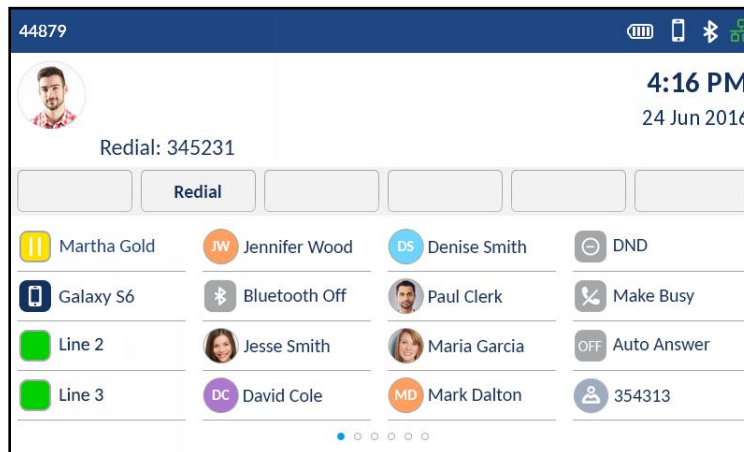 44879
4:16 PM
24 Jun 2016
Redial: 345231
Redial
Martha Gold JW Jennifer Wood DS Denise Smith DND
Galaxy S6 Bluetooth Off Paul Clerk Make Busy
Line 2 Jesse Smith Maria Garcia OFF Auto Answer
Line 3 DC David Cole MD Mark Dalton 354313